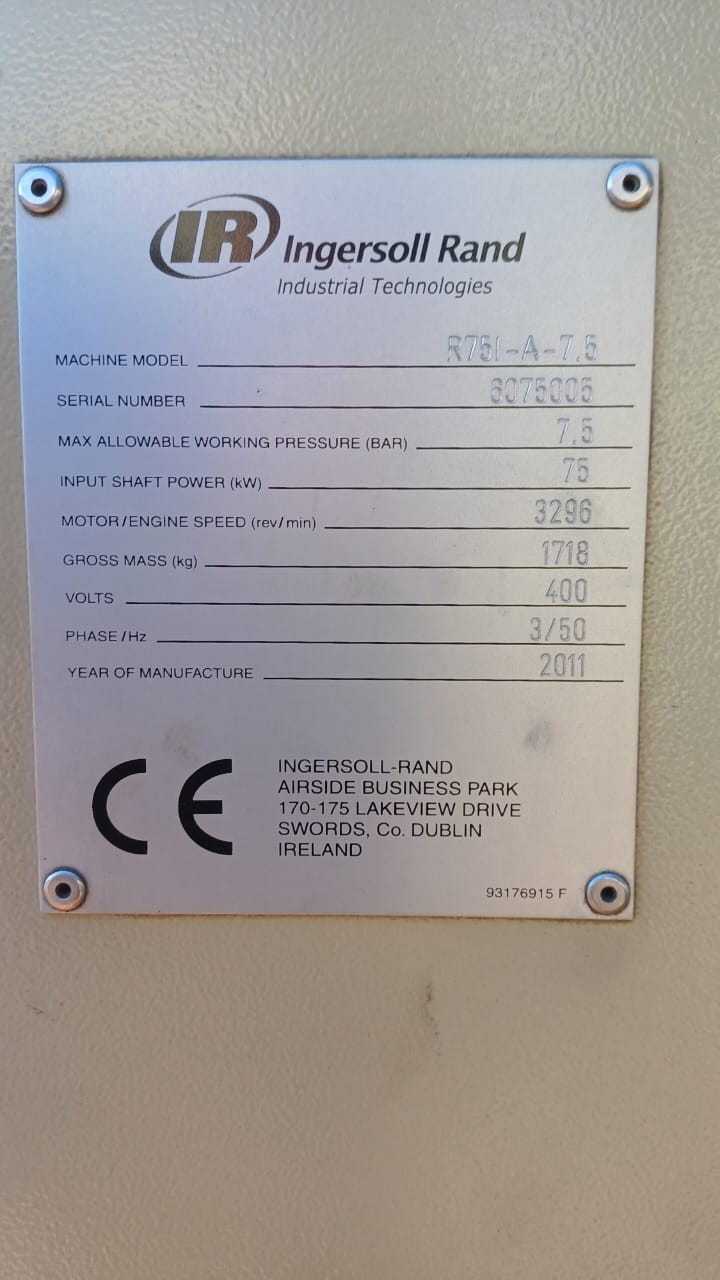 IR Ingersoll Rand
Industrial Technologies
MACHINE MODEL R75I-A-7.5
SERIAL NUMBER 6075005
MAX ALLOWABLE WORKING PRESSURE (BAR) 7.5
INPUT SHAFT POWER (kW) 75
MOTOR/ENGINE SPEED (rev/min) 3296
GROSS MASS (kg) 1718
VOLTS 400
PHASE/Hz 3/50
YEAR OF MANUFACTURE 2011
CE
INGERSOLL-RAND
AIRSIDE BUSINESS PARK
170-175 LAKEVIEW DRIVE
SWORDS, Co. DUBLIN
IRELAND
93176915 F